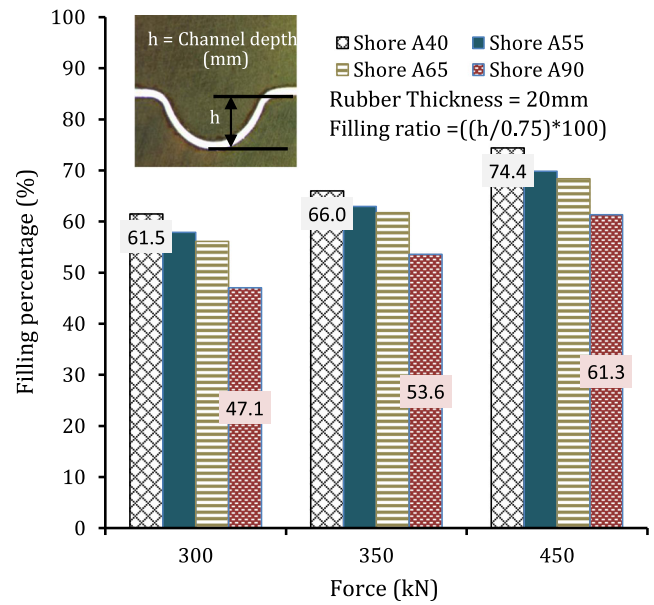 100
90
80
70
60
50
40
30
20
10
0
Filling percentage (%)
h = Channel depth
(mm)
h
Shore A40
Shore A55
Shore A65
Shore A90
Rubber Thickness = 20mm
Filling ratio =((h/0.75)*100)
61.5
47.1
66.0
53.6
74.4
61.3
300
350
450
Force (kN)